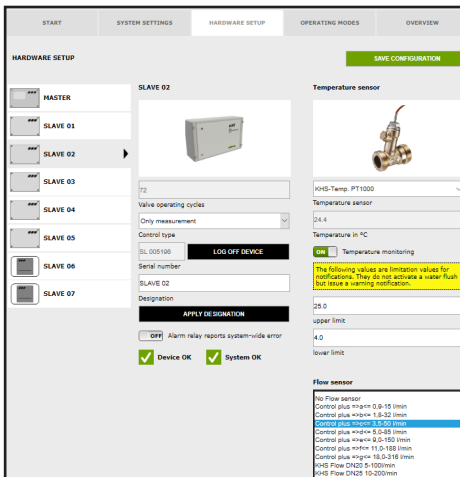 START
SYSTEM SETTINGS
HARDWARE SETUP
OPERATING MODES
OVERVIEW
HARDWARE SETUP
SAVE CONFIGURATION
MASTER
SLAVE 01
SLAVE 02
SLAVE 03
SLAVE 04
SLAVE 05
SLAVE 06
SLAVE 07
SLAVE 02
72
Valve operating cycles
Only measurement
Control type
SL 005196
LOG OFF DEVICE
Serial number
SLAVE 02
Designation
APPLY DESIGNATION
OFF Alarm relay reports system-wide error
Device OK
System OK
Temperature sensor
KHS-Temp. PT1000
Temperature sensor
24.4
Temperature in °C
ON Temperature monitoring
The following values are limitation values for
notifications. They do not activate a water flush
but issue a warning notification.
25.0
upper limit
4.0
lower limit
Flow sensor
No Flow sensor
Control plus =>a<= 0,9-15 l/min
Control plus =>b<= 1,8-32 l/min
Control plus =>c<= 3,5-50 l/min
Control plus =>d<= 5,0-85 l/min
Control plus =>e<= 9,0-150 l/min
Control plus =>f<= 11,0-188 l/min
Control plus =>g<= 18,0-316 l/min
KHS Flow DN20 5-100l/min
KHS Flow DN25 10-200/min